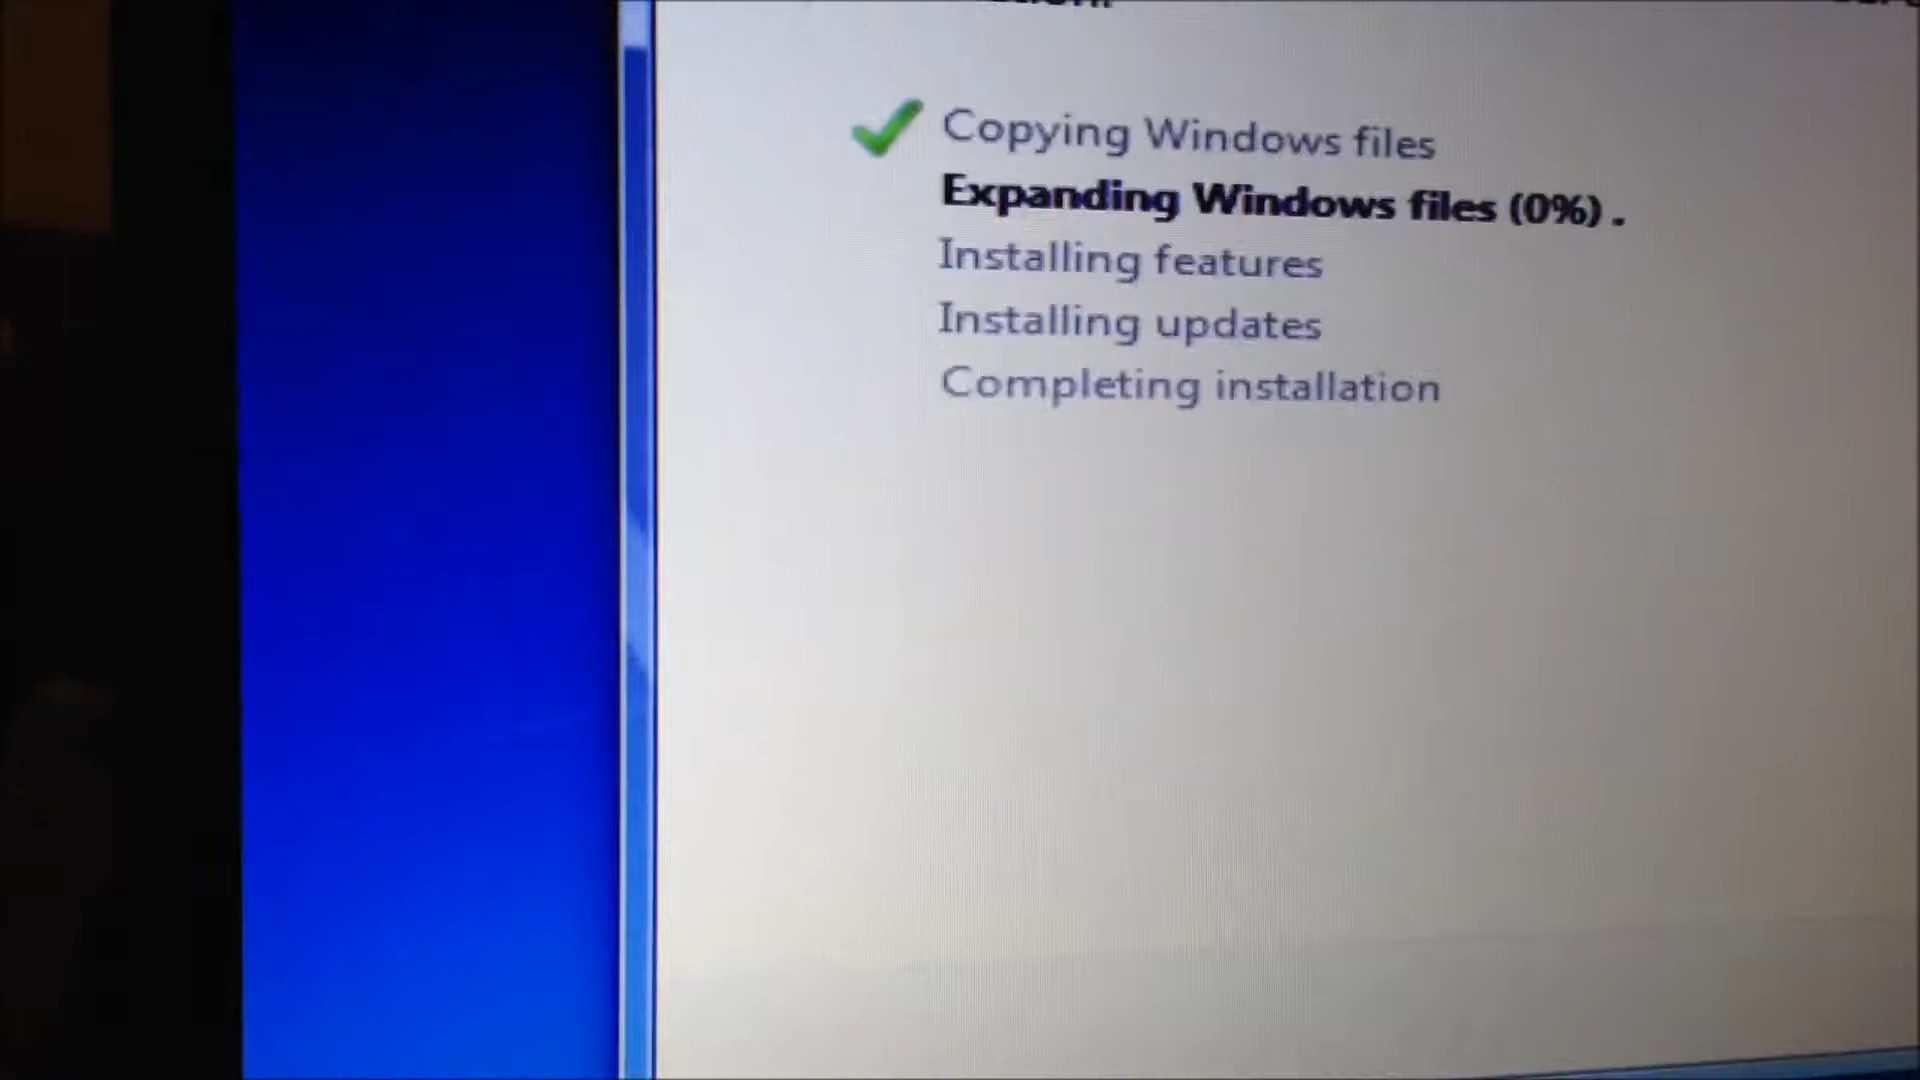 Copying Windows files
Expanding Windows files (0%) .
Installing features
Installing updates
Completing installation